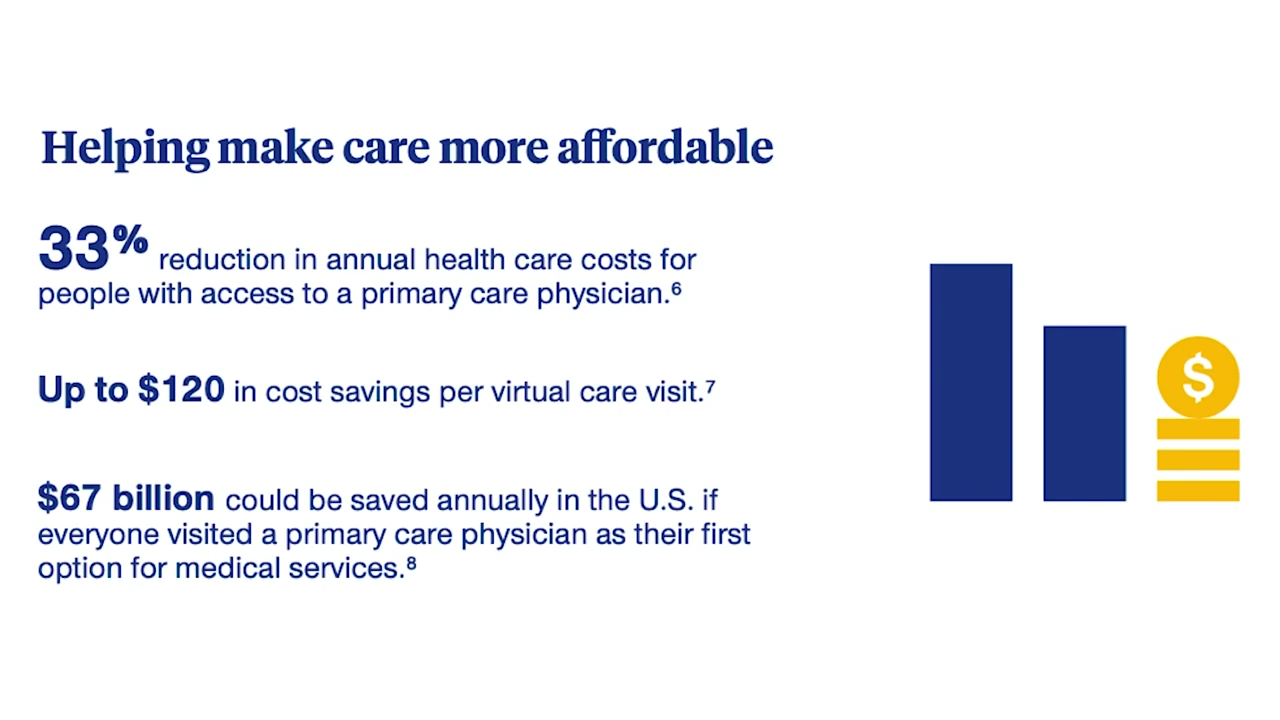 Helping make care more affordable
33% reduction in annual health care costs for
people with access to a primary care physician.⁶
Up to $120 in cost savings per virtual care visit.⁷
$67 billion could be saved annually in the U.S. if
everyone visited a primary care physician as their first
option for medical services.⁸
$